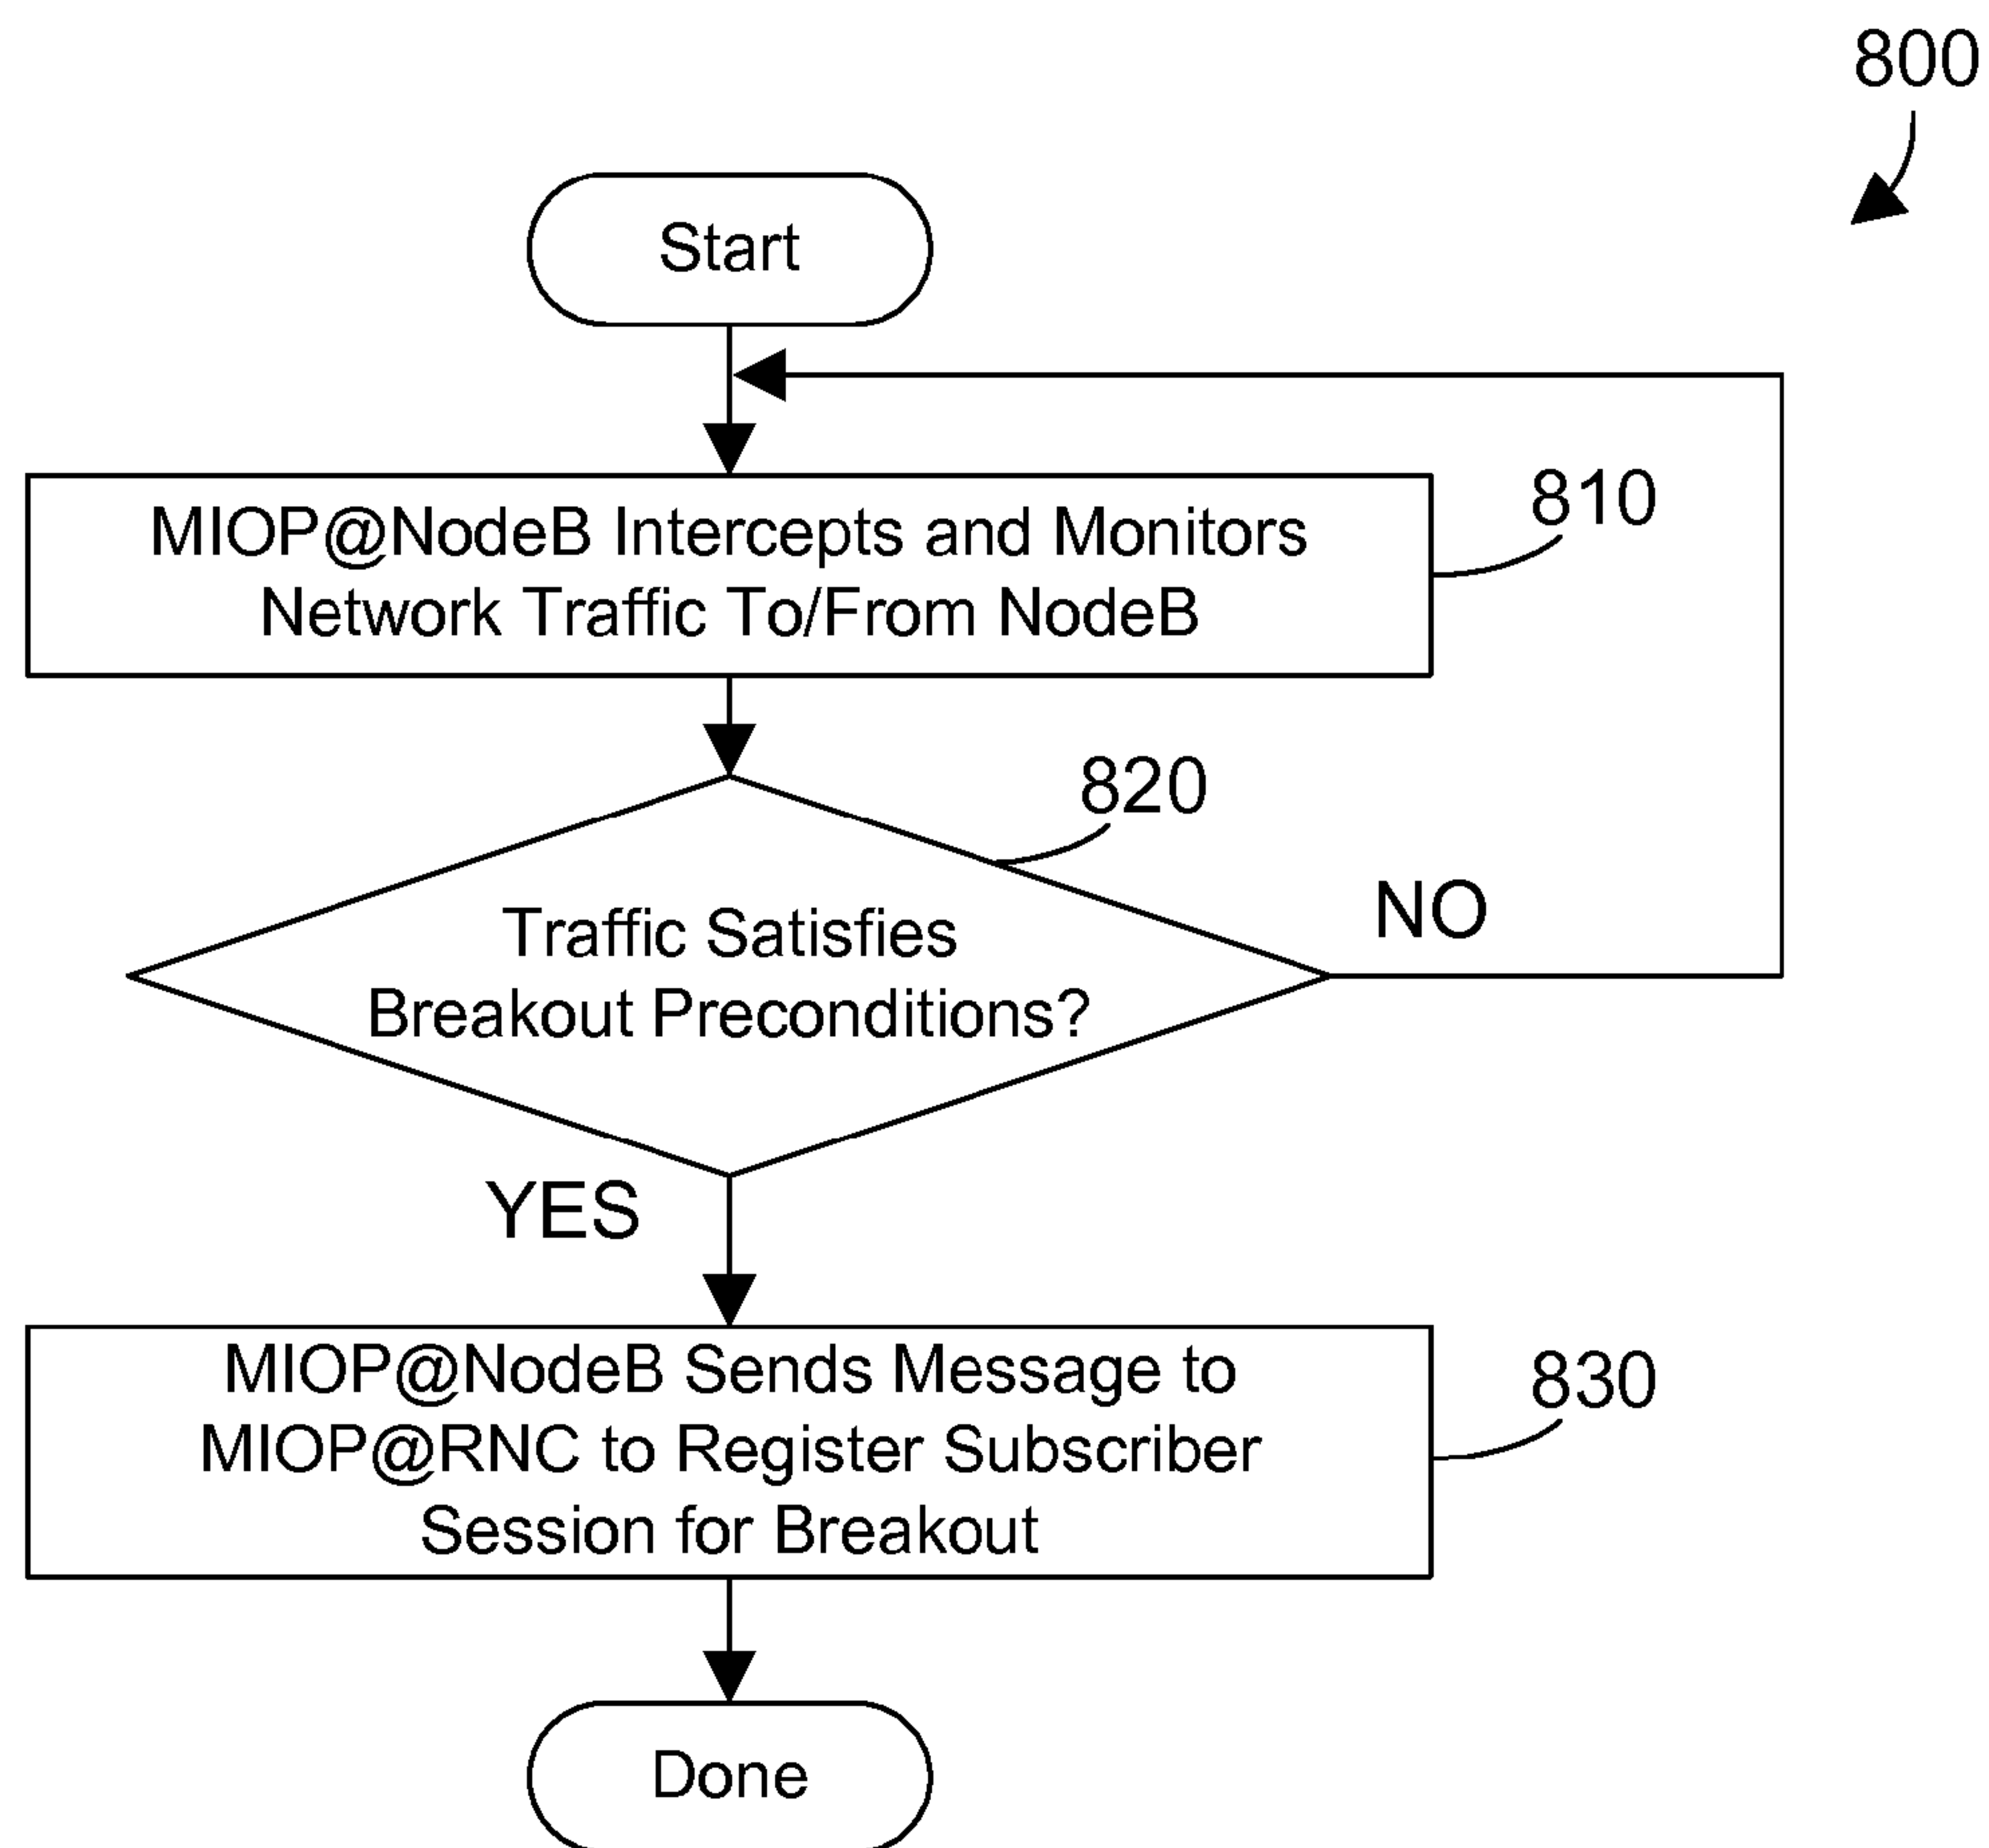 800
Start
MIOP@NodeB Intercepts and Monitors
Network Traffic To/From NodeB
810
820
Traffic Satisfies
Breakout Preconditions?
NO
YES
MIOP@NodeB Sends Message to
MIOP@RNC to Register Subscriber
Session for Breakout
830
Done